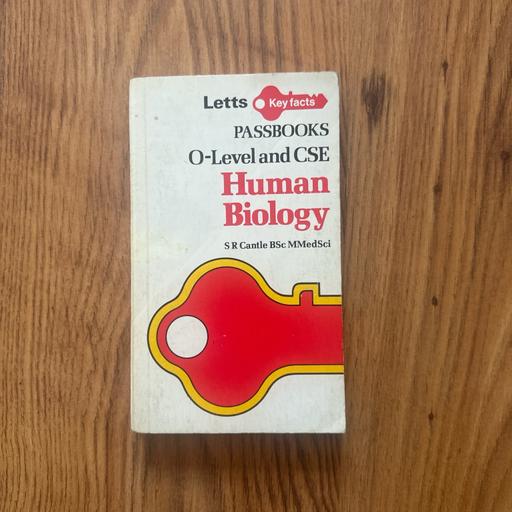 Letts Key facts
PASSBOOKS
O-Level and CSE
Human
Biology
S R Cantle BSc MMedSci